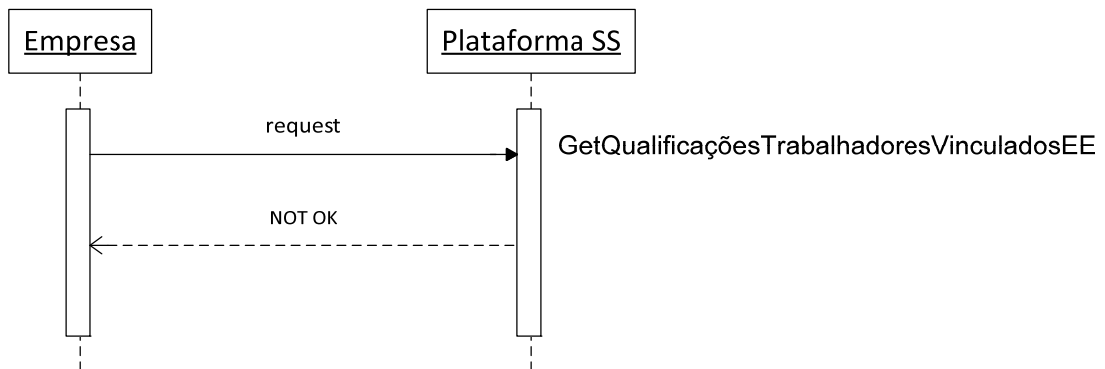 Empresa
Plataforma SS
request
GetQualificaçõesTrabalhadoresVinculadosEE
NOT OK